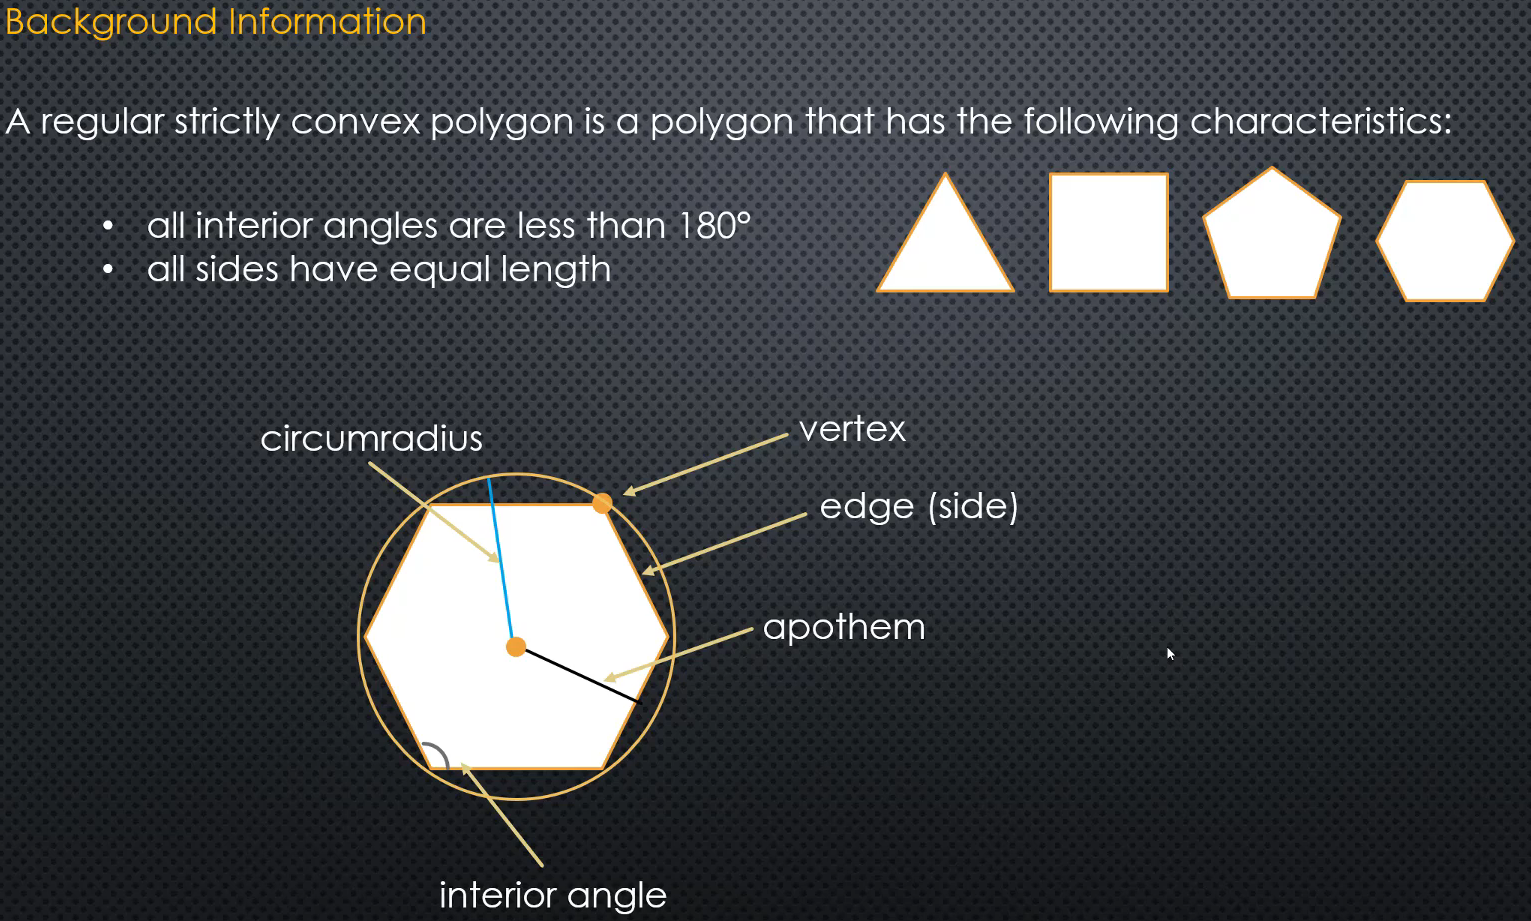 Background Information
A regular strictly convex polygon is a polygon that has the following characteristics:
• all interior angles are less than 180°
• all sides have equal length
circumradius
vertex
edge (side)
apothem
interior angle